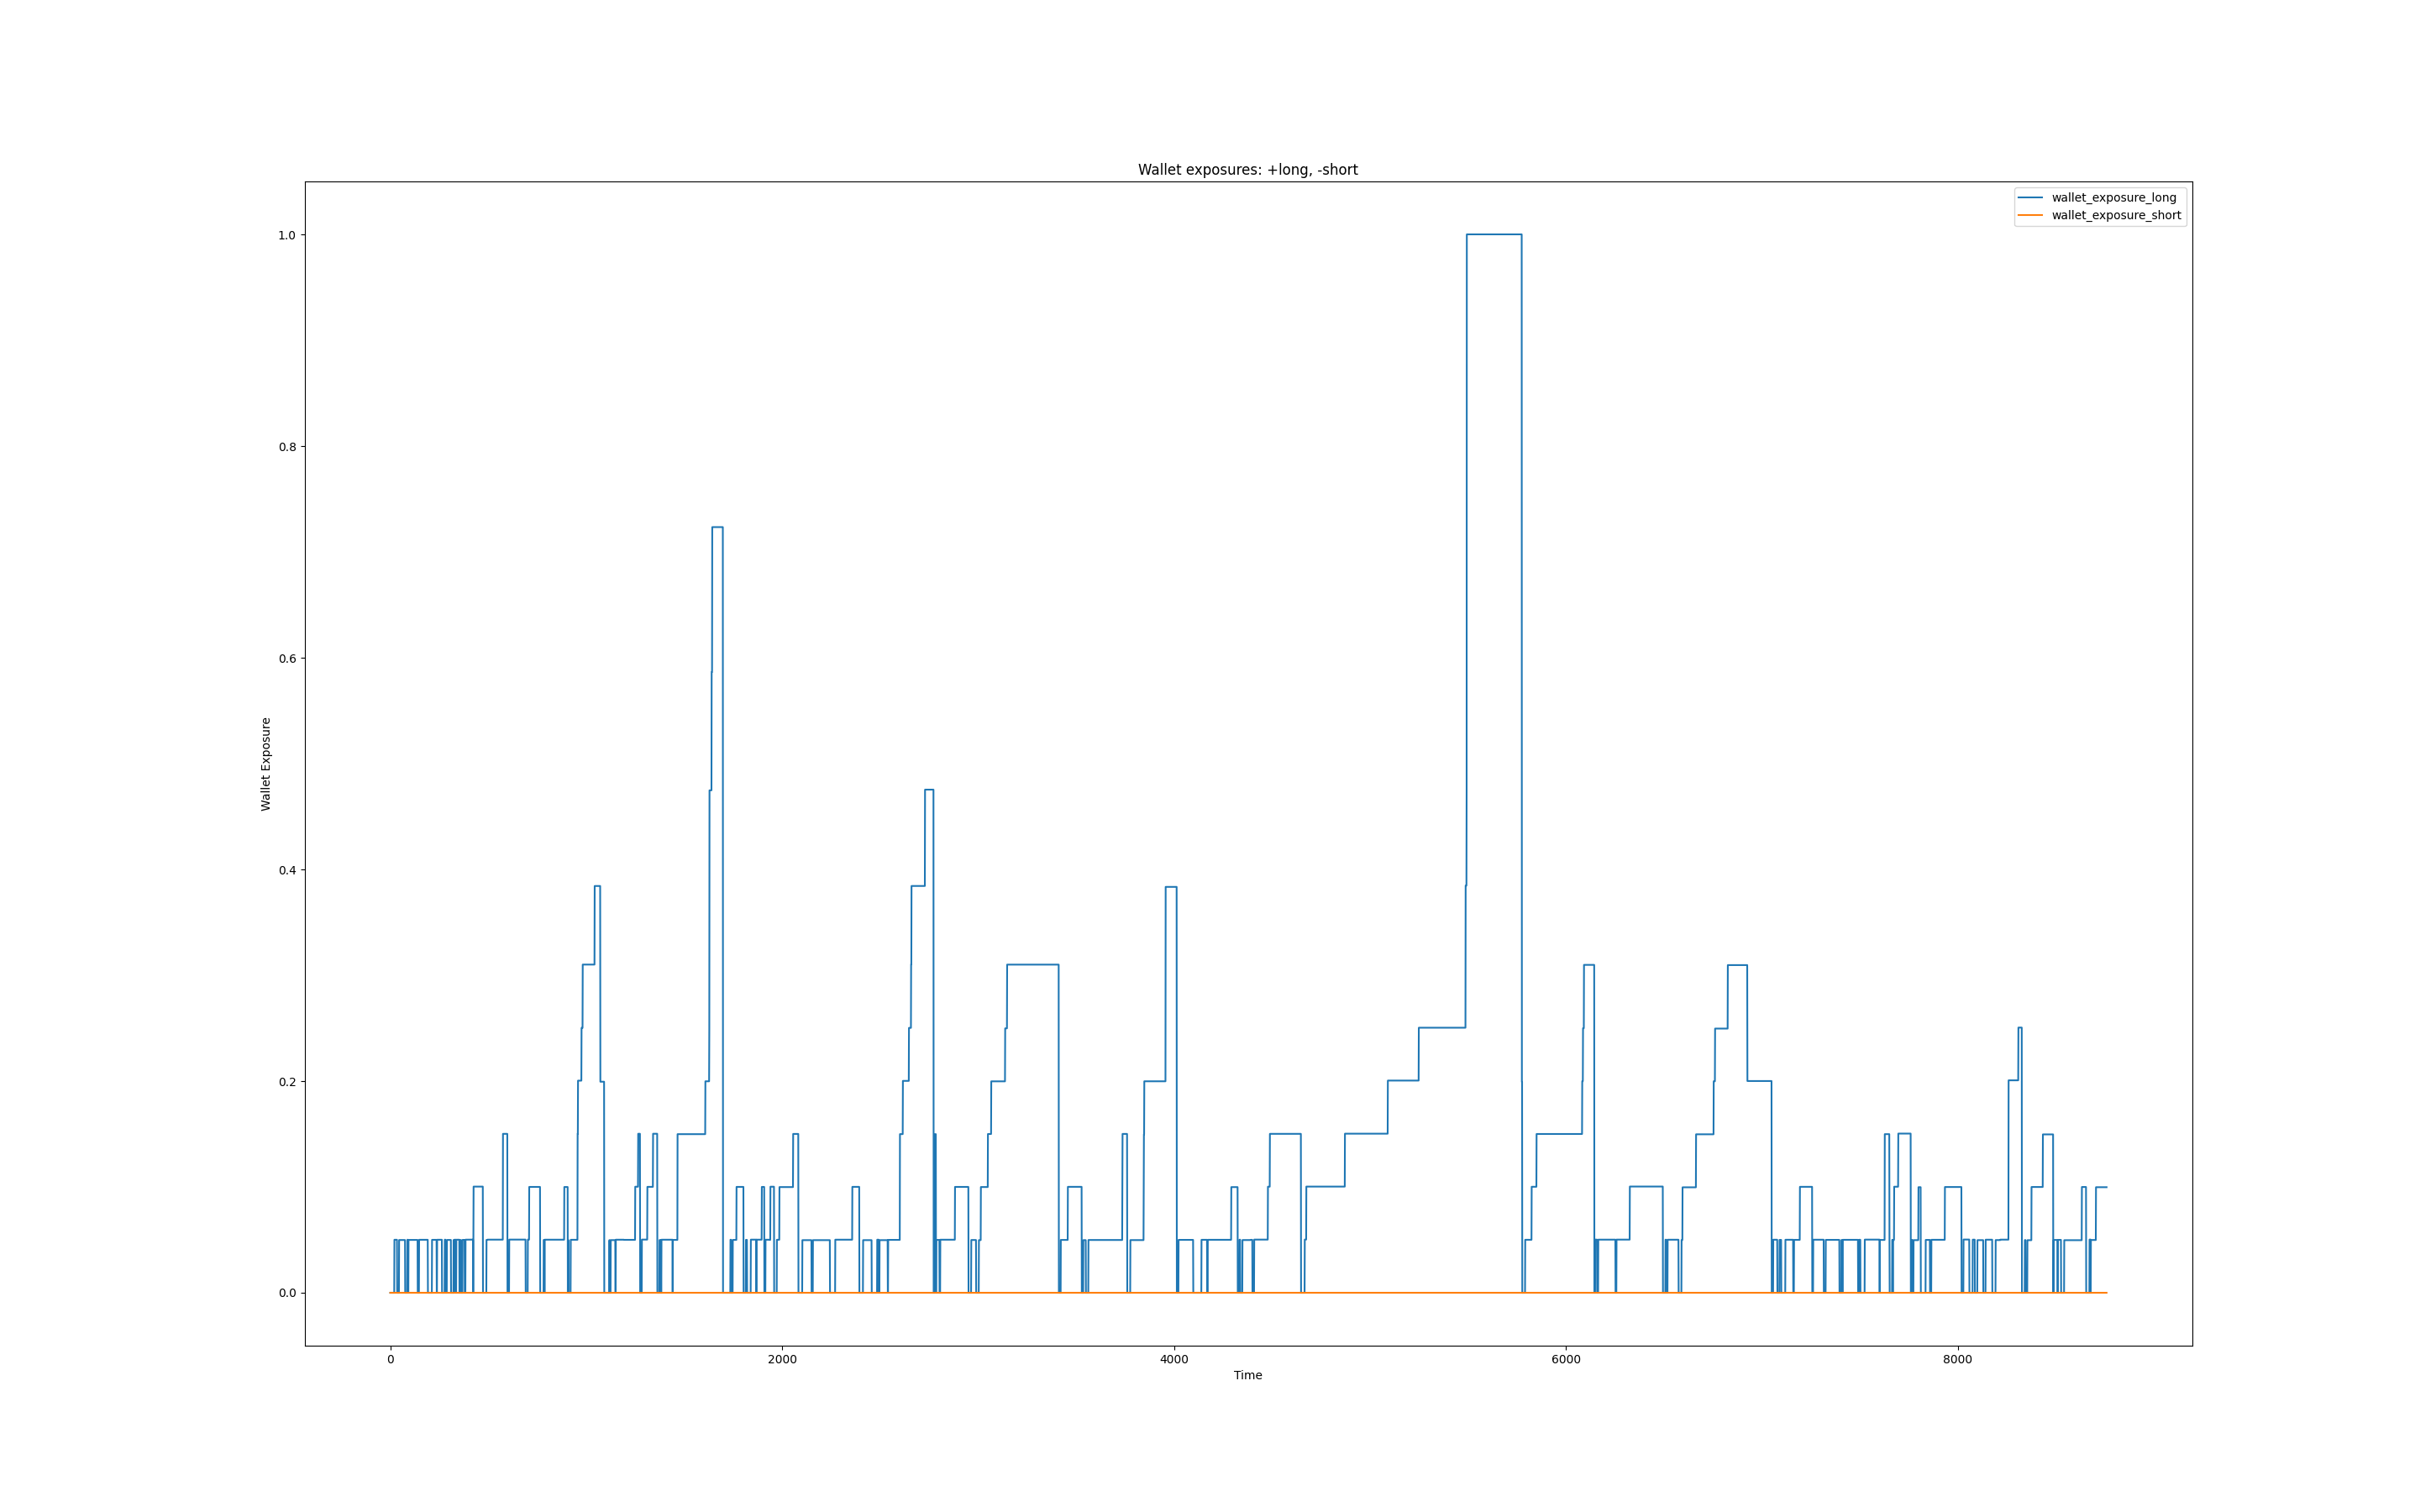 Wallet exposures: +long, -short
wallet_exposure_long
wallet_exposure_short
1.0
0.8
0.6
0.4
0.2
0.0
Wallet Exposure
0 2000 4000 6000 8000
Time